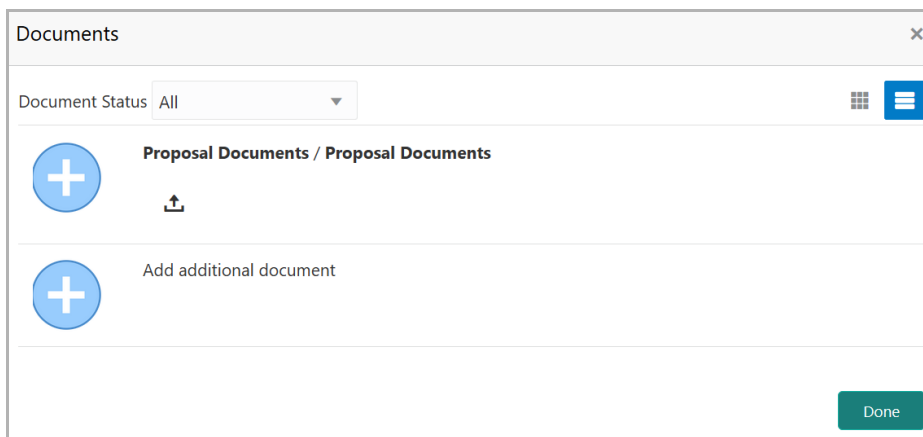 Documents
Document Status All
Proposal Documents / Proposal Documents
Add additional document
Done